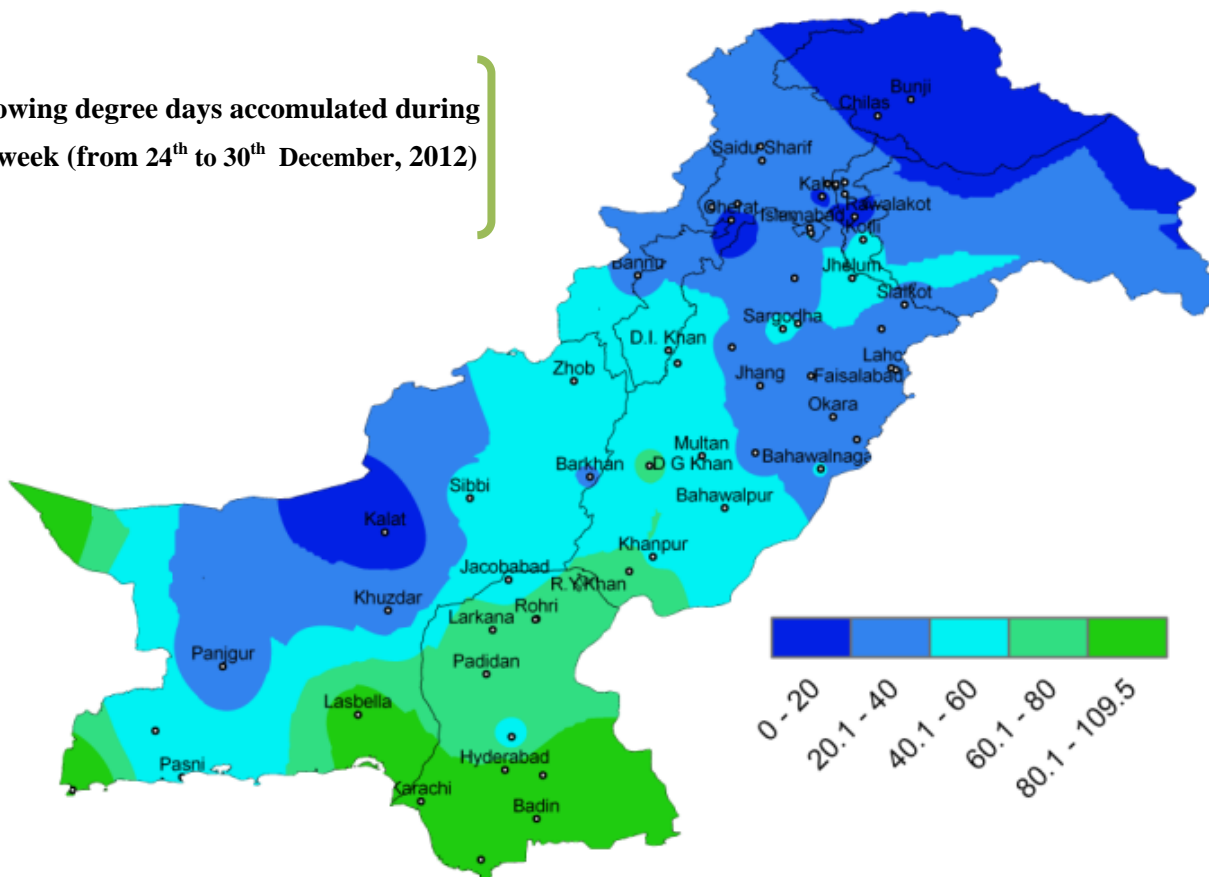 owing degree days accomulated during
week (from 24th to 30th December, 2012)
Bunji
Chilas
Saidu Sharif
Rawalakot
Islamabad
Kotli
Bannu
Jhelum
Sialkot
Sargodha
D.I. Khan
Zhob
Laho
Jhang
Faisalabad
Okara
Multan
Barkhan
D G Khan
Bahawalnaga
Sibbi
Bahawalpur
Kalat
Khanpur
Jacobabad
R.Y.Khan
Khuzdar
Rohri
Larkana
Panjgur
Padidan
Lasbella
Hyderabad
Pasni
Karachi
Badin
0 - 20
20.1 - 40
40.1 - 60
60.1 - 80
80.1 - 109.5